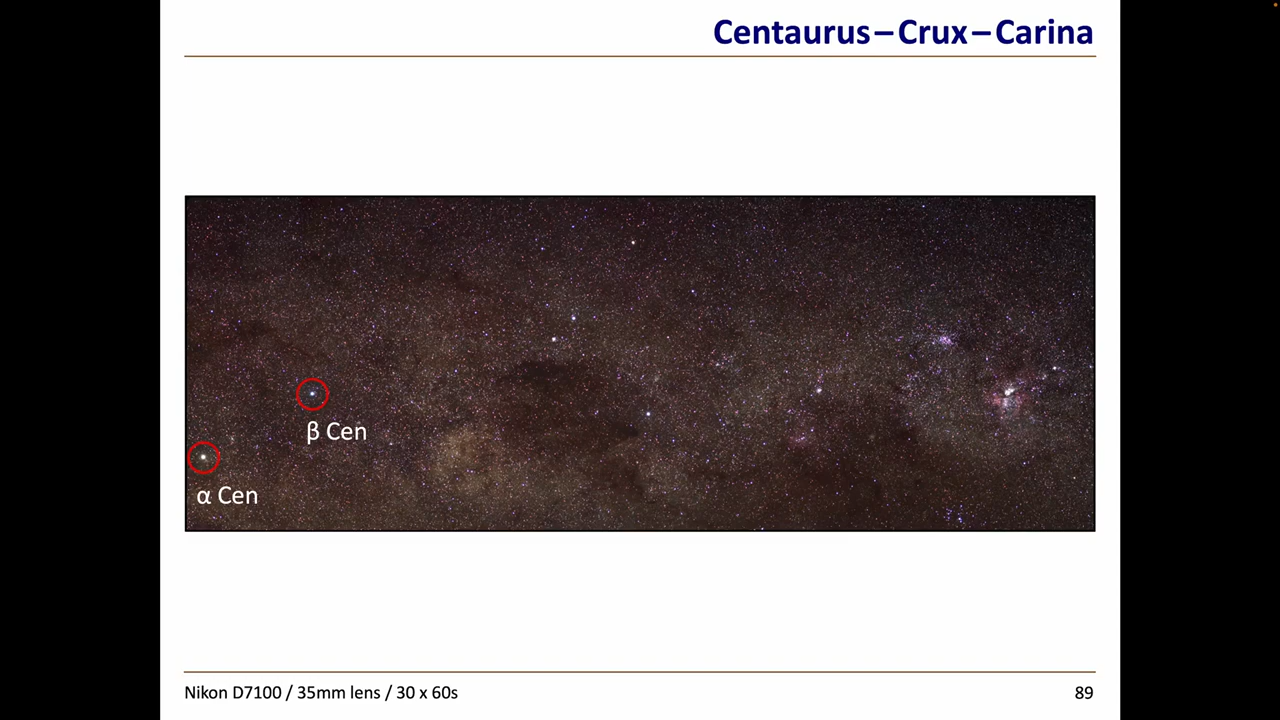 Centaurus – Crux – Carina
β Cen
α Cen
Nikon D7100 / 35mm lens / 30 x 60s
89